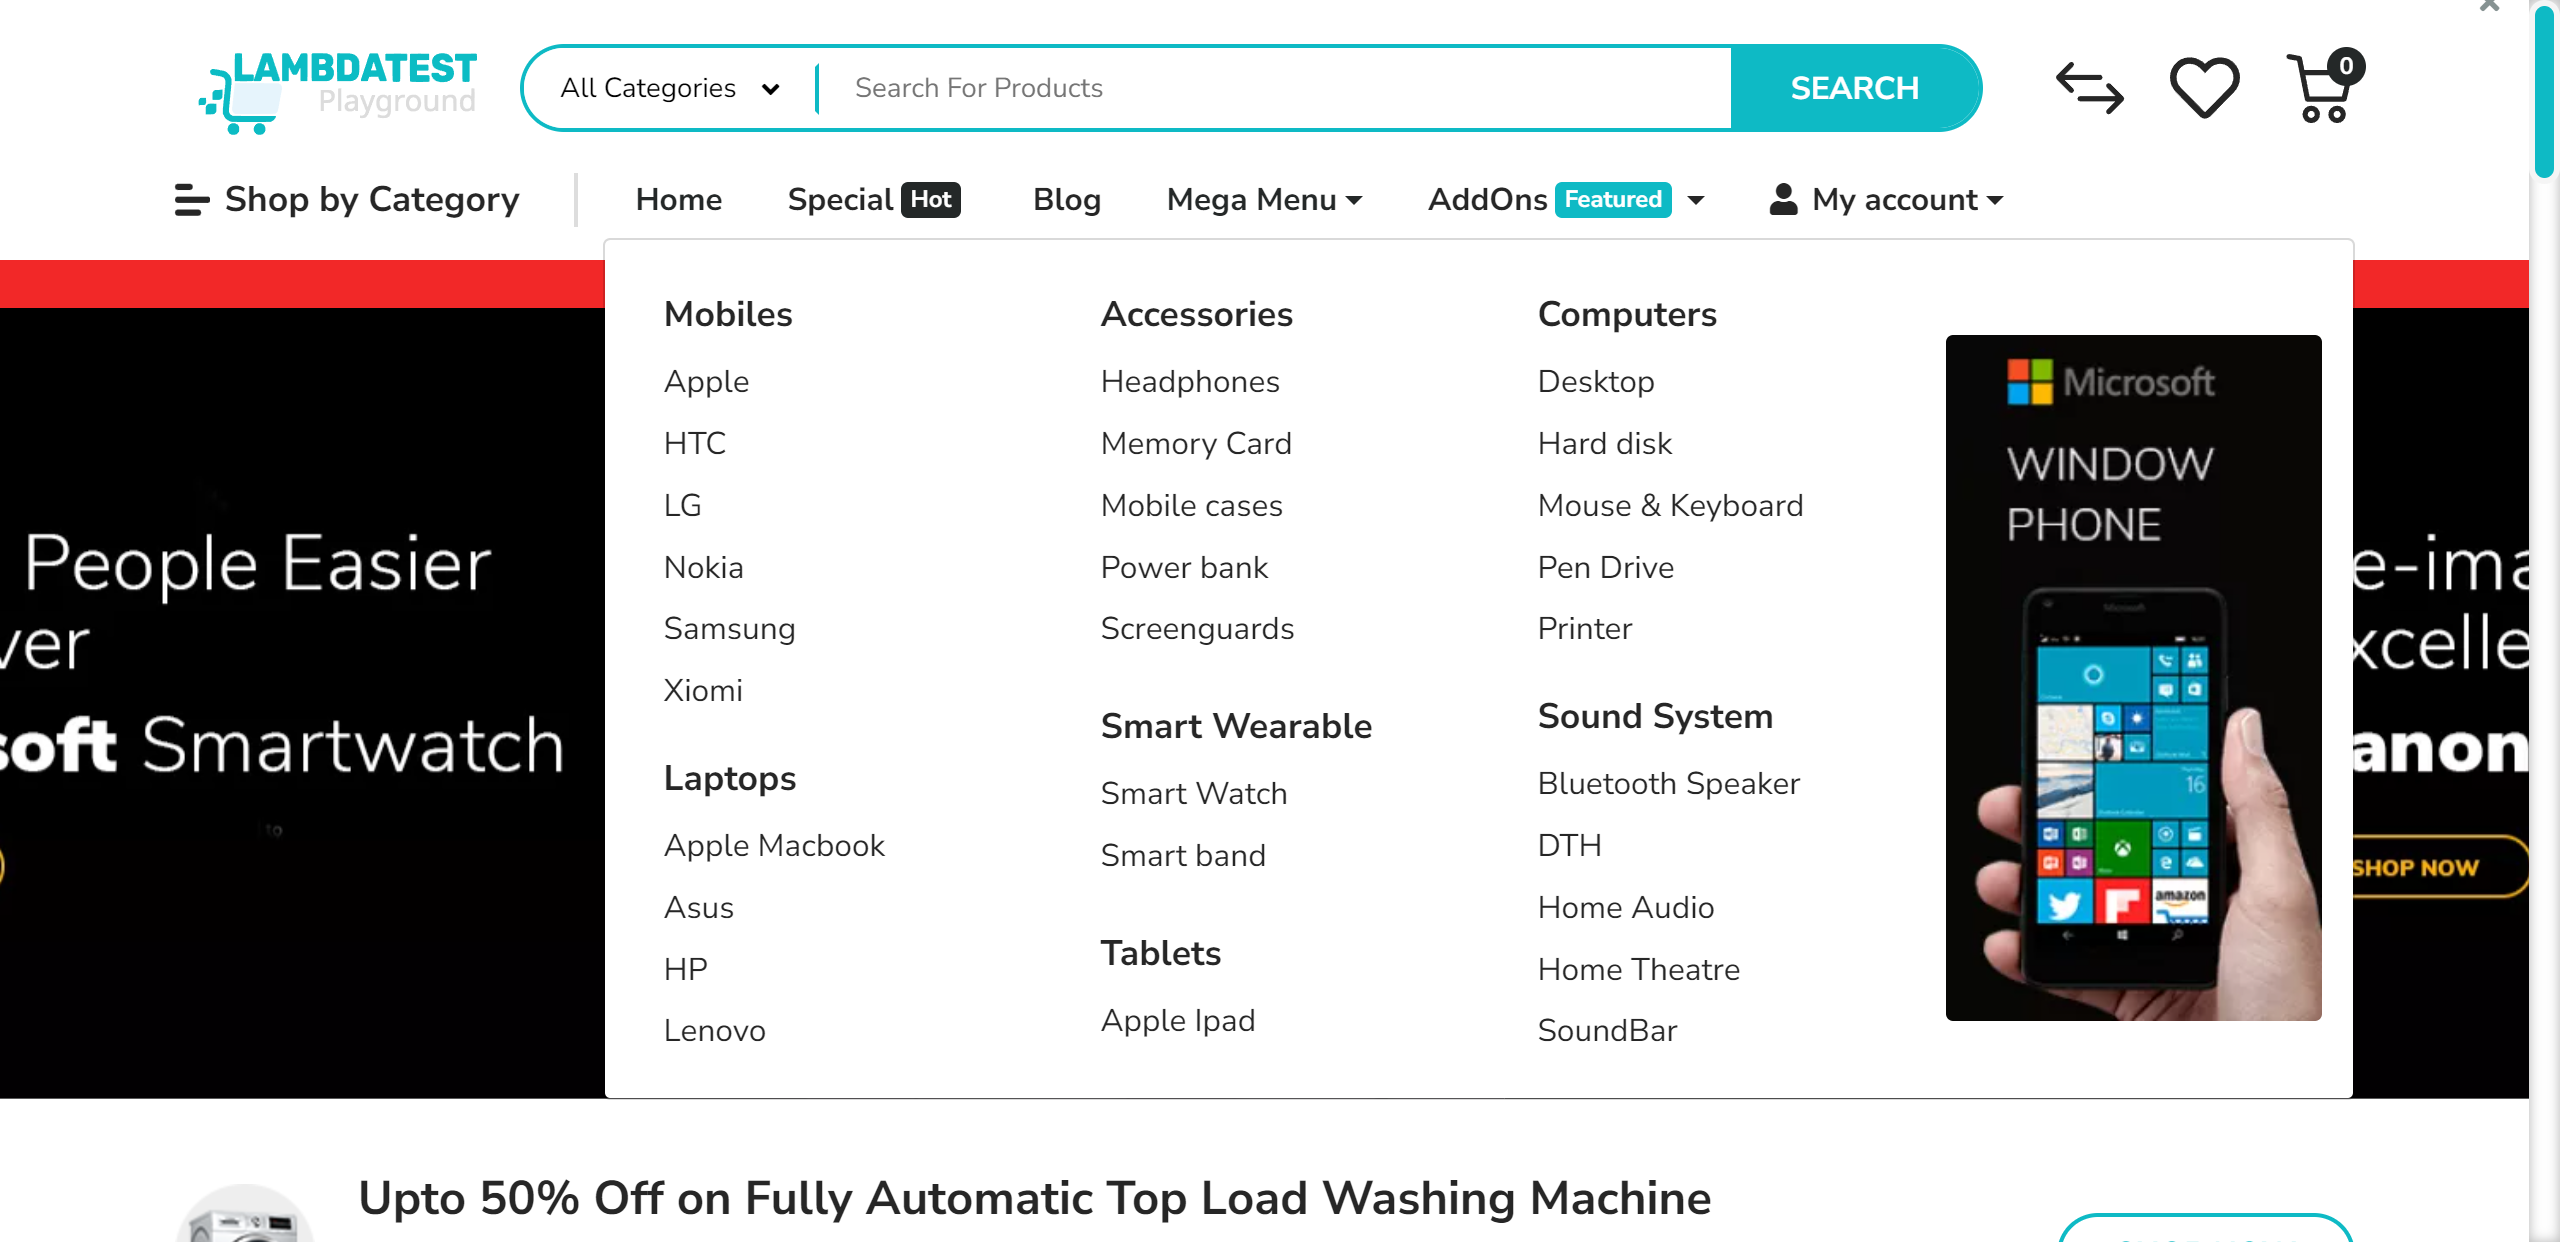 LAMBDATEST
Playground
All Categories
Search For Products
SEARCH
0
Shop by Category
Home
Special Hot
Blog
Mega Menu
AddOns Featured
My account
Mobiles
Apple
HTC
LG
Nokia
Samsung
Xiomi
Laptops
Apple Macbook
Asus
HP
Lenovo
Accessories
Headphones
Memory Card
Mobile cases
Power bank
Screenguards
Smart Wearable
Smart Watch
Smart band
Tablets
Apple Ipad
Computers
Desktop
Hard disk
Mouse & Keyboard
Pen Drive
Printer
Sound System
Bluetooth Speaker
DTH
Home Audio
Home Theatre
SoundBar
Microsoft
WINDOW
PHONE
Microsoft
16
amazon
People Easier
ver
soft Smartwatch
to
e-ima
xcelle
anon
SHOP NOW
Upto 50% Off on Fully Automatic Top Load Washing Machine